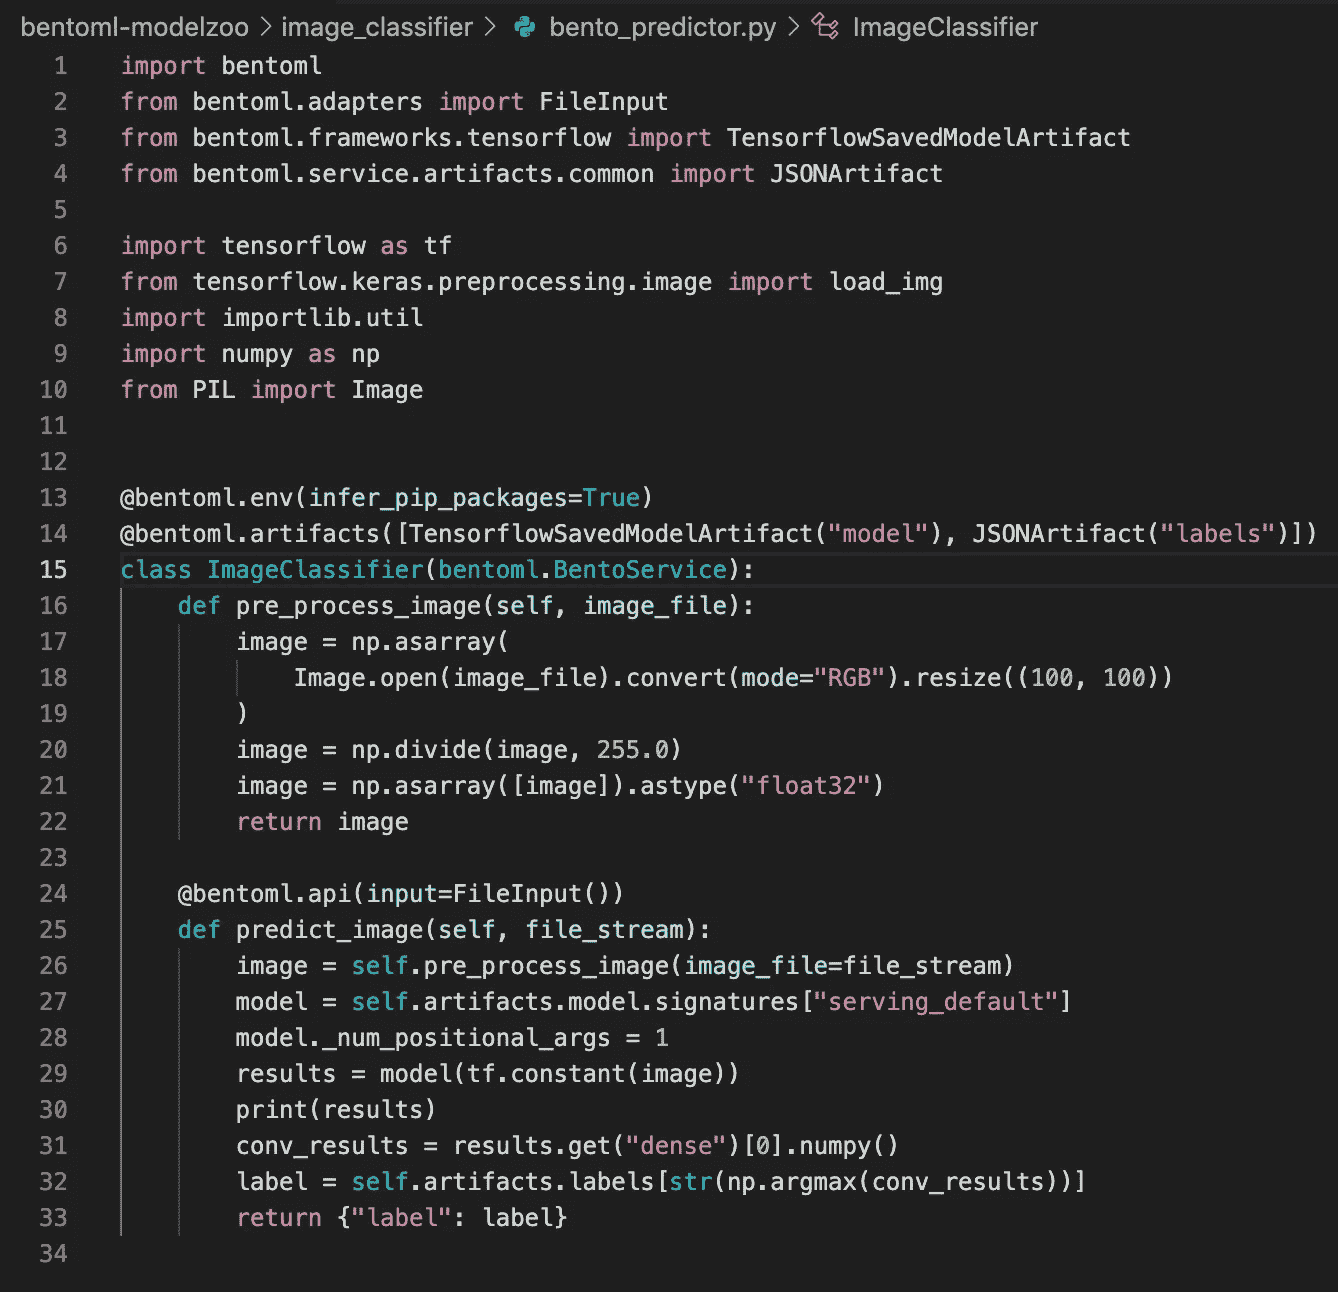 bentoml-modelzoo > image_classifier > bento_predictor.py > ImageClassifier
1 import bentoml
2 from bentoml.adapters import FileInput
3 from bentoml.frameworks.tensorflow import TensorflowSavedModelArtifact
4 from bentoml.service.artifacts.common import JSONArtifact
5
6 import tensorflow as tf
7 from tensorflow.keras.preprocessing.image import load_img
8 import importlib.util
9 import numpy as np
10 from PIL import Image
11
12
13 @bentoml.env(infer_pip_packages=True)
14 @bentoml.artifacts([TensorflowSavedModelArtifact("model"), JSONArtifact("labels")])
15 class ImageClassifier(bentoml.BentoService):
16     def pre_process_image(self, image_file):
17         image = np.asarray(
18             Image.open(image_file).convert(mode="RGB").resize((100, 100))
19         )
20         image = np.divide(image, 255.0)
21         image = np.asarray([image]).astype("float32")
22         return image
23
24     @bentoml.api(input=FileInput())
25     def predict_image(self, file_stream):
26         image = self.pre_process_image(image_file=file_stream)
27         model = self.artifacts.model.signatures["serving_default"]
28         model._num_positional_args = 1
29         results = model(tf.constant(image))
30         print(results)
31         conv_results = results.get("dense")[0].numpy()
32         label = self.artifacts.labels[str(np.argmax(conv_results))]
33         return {"label": label}
34